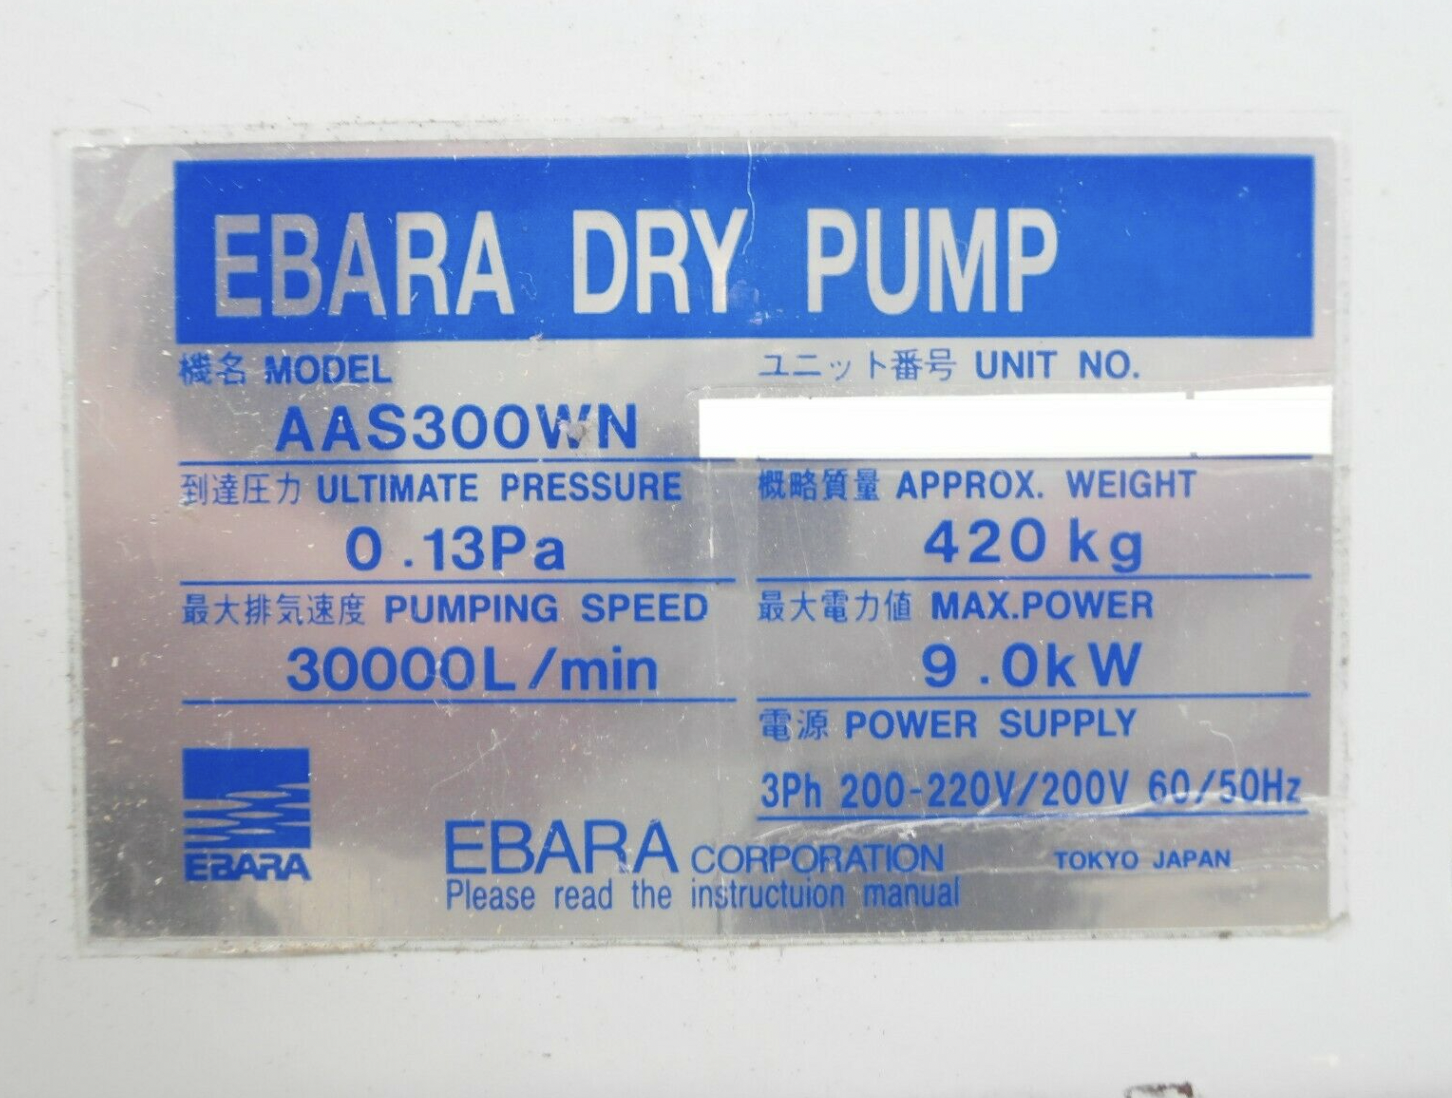 EBARA DRY PUMP
機名 MODEL
AAS300WN
ユニット番号 UNIT NO.
到達圧力 ULTIMATE PRESSURE
0.13Pa
概略質量 APPROX. WEIGHT
420kg
最大排気速度 PUMPING SPEED
30000L/min
最大電力値 MAX.POWER
9.0kW
電源 POWER SUPPLY
3Ph 200-220V/200V 60/50Hz
EBARA
EBARA CORPORATION TOKYO JAPAN
Please read the instructuion manual